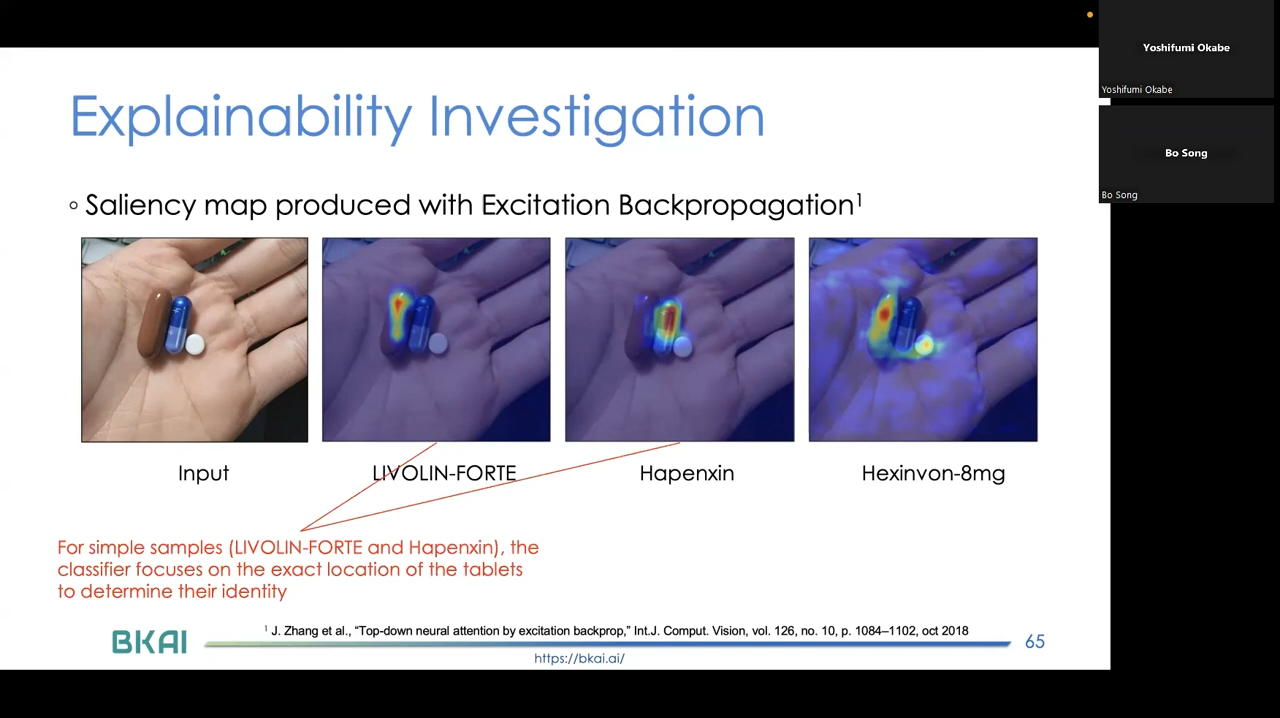 Explainability Investigation
Saliency map produced with Excitation Backpropagation¹
Input
LIVOLIN-FORTE
Hapenxin
Hexinvon-8mg
For simple samples (LIVOLIN-FORTE and Hapenxin), the
classifier focuses on the exact location of the tablets
to determine their identity
¹ J. Zhang et al., “Top-down neural attention by excitation backprop,” Int.J. Comput. Vision, vol. 126, no. 10, p. 1084–1102, oct 2018
BKAI
65
https://bkai.ai/
Yoshifumi Okabe
Yoshifumi Okabe
Bo Song
Bo Song